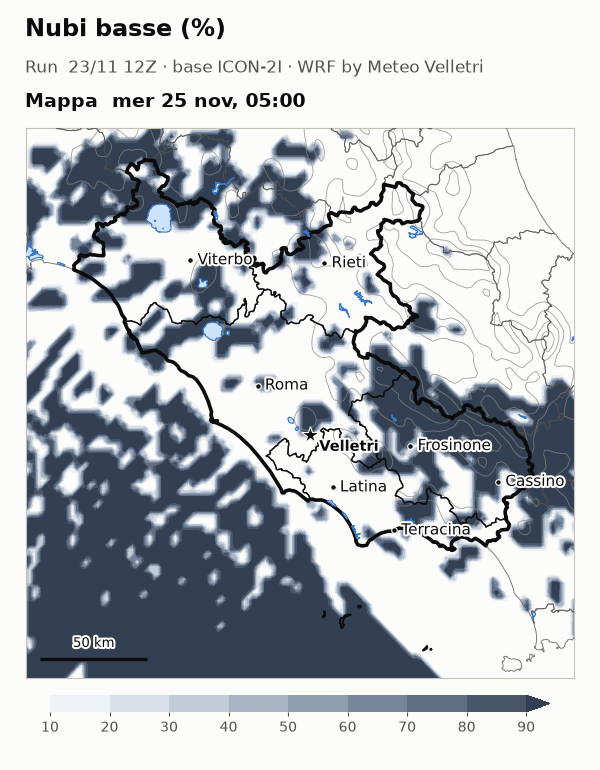 Nubi basse (%)
Run  23/11 12Z · base ICON-2I · WRF by Meteo Velletri
Mappa  mer 25 nov, 05:00
Viterbo
Rieti
Roma
Velletri
Frosinone
Cassino
Latina
Terracina
50 km
10 20 30 40 50 60 70 80 90